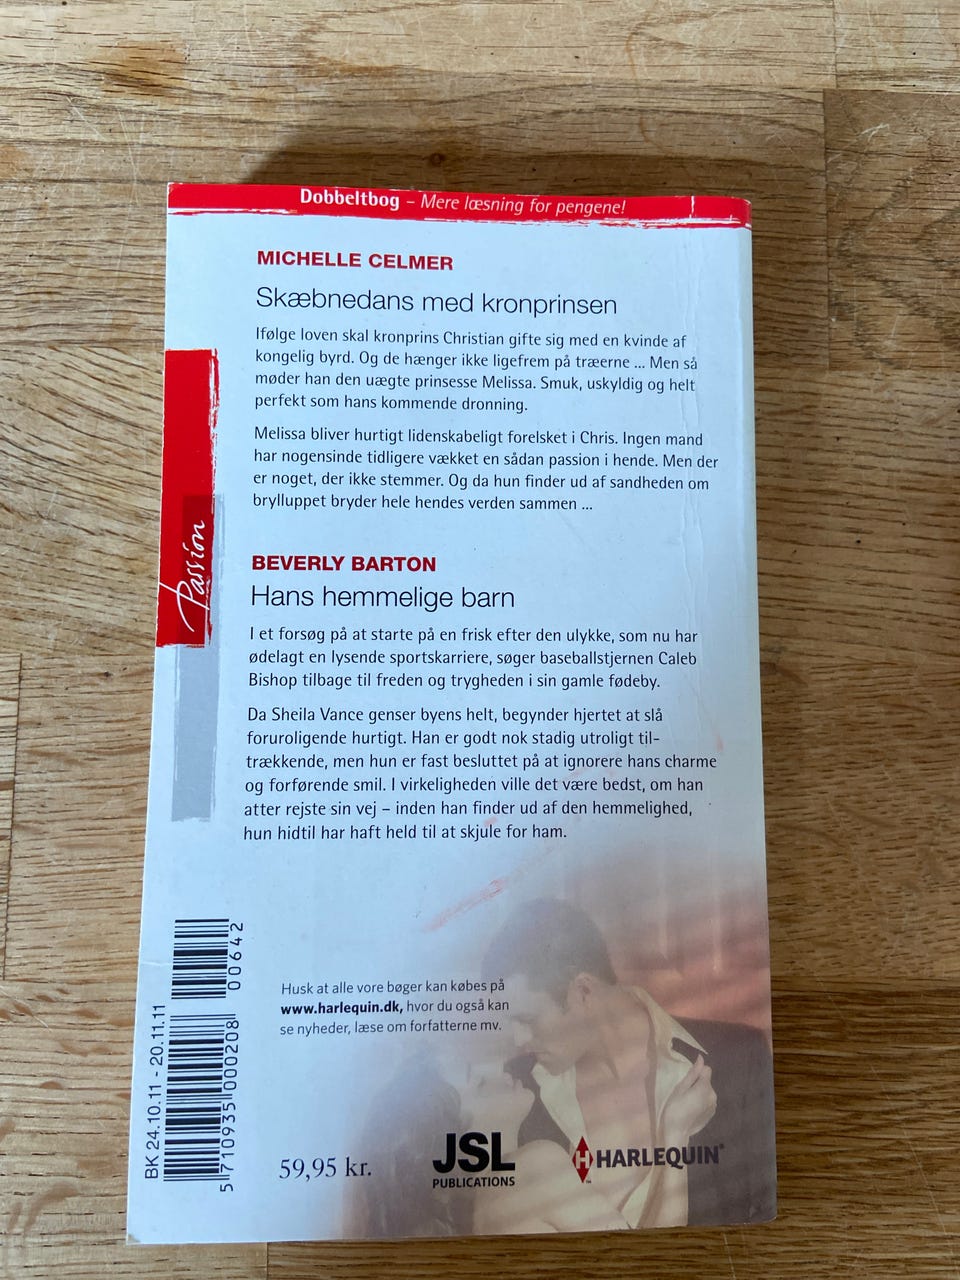 Dobbeltbog – Mere læsning for pengene!
MICHELLE CELMER
Skæbnedans med kronprinsen
Ifølge loven skal kronprins Christian gifte sig med en kvinde af
kongelig byrd. Og de hænger ikke ligefrem på træerne ... Men så
møder han den uægte prinsesse Melissa. Smuk, uskyldig og helt
perfekt som hans kommende dronning.
Melissa bliver hurtigt lidenskabeligt forelsket i Chris. Ingen mand
har nogensinde tidligere vækket en sådan passion i hende. Men der
er noget, der ikke stemmer. Og da hun finder ud af sandheden om
brylluppet bryder hele hendes verden sammen ...
Passion
BEVERLY BARTON
Hans hemmelige barn
I et forsøg på at starte på en frisk efter den ulykke, som nu har
ødelagt en lysende sportskarriere, søger baseballstjernen Caleb
Bishop tilbage til freden og trygheden i sin gamle fødeby.
Da Sheila Vance genser byens helt, begynder hjertet at slå
foruroligende hurtigt. Han er godt nok stadig utroligt til-
trækkende, men hun er fast besluttet på at ignorere hans charme
og forførende smil. I virkeligheden ville det være bedst, om han
atter rejste sin vej – inden han finder ud af den hemmelighed,
hun hidtil har haft held til at skjule for ham.
Husk at alle vore bøger kan købes på
www.harlequin.dk, hvor du også kan
se nyheder, læse om forfatterne mv.
BK 24.10.11 - 20.11.11
5 710935 000208
00642
59,95 kr.
JSL
PUBLICATIONS
H HARLEQUIN®
™